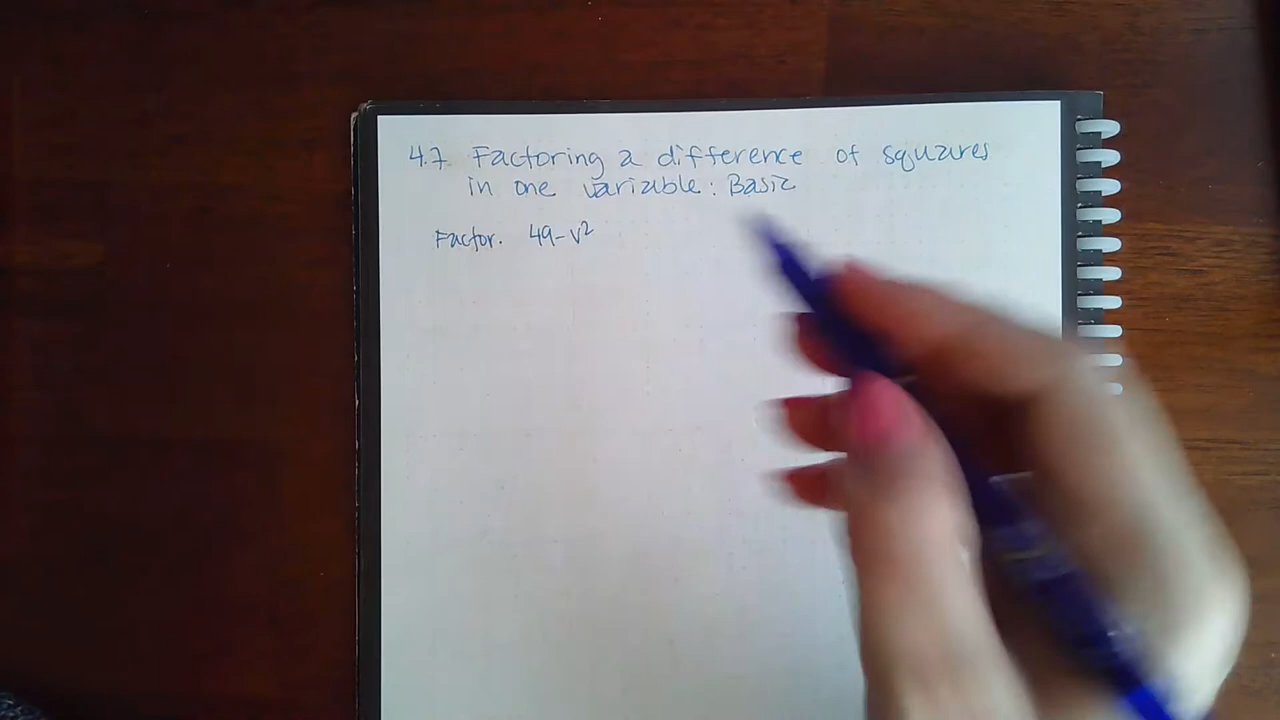 4.7 Factoring a difference of squares
in one variable: Basic
Factor. 49-v²